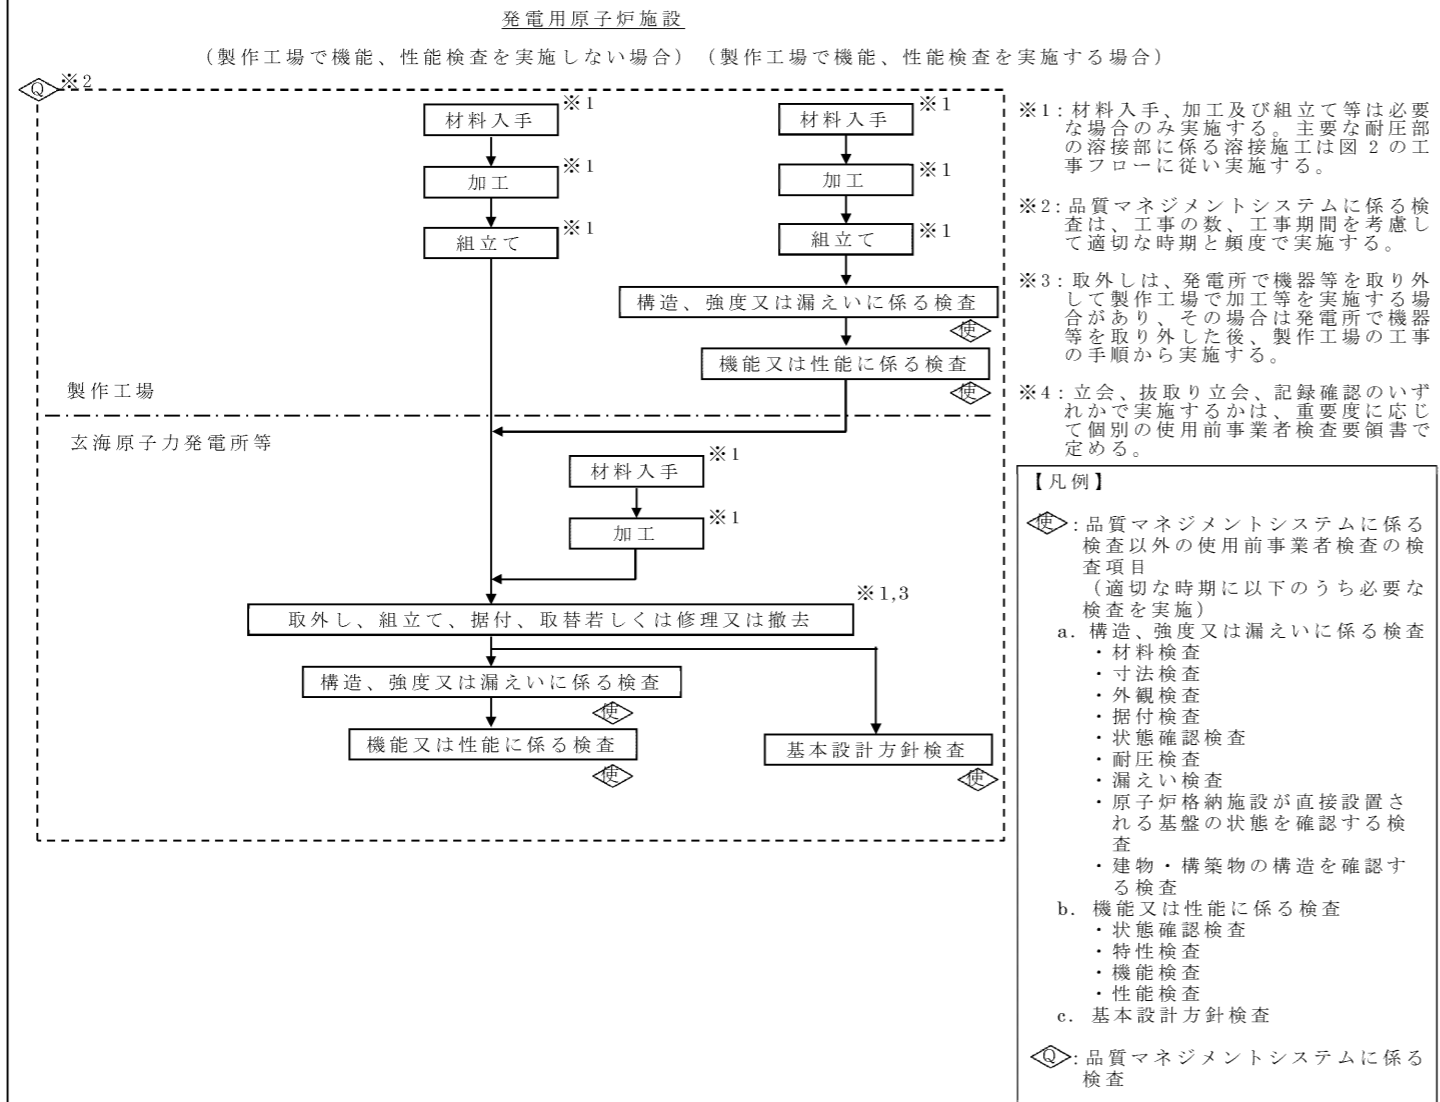 発電用原子炉施設
(製作工場で機能、性能検査を実施しない場合) (製作工場で機能、性能検査を実施する場合)
Q ※2
材料入手 ※1
加工 ※1
組立て ※1
材料入手 ※1
加工 ※1
組立て ※1
構造、強度又は漏えいに係る検査
使
機能又は性能に係る検査
使
製作工場
玄海原子力発電所等
材料入手 ※1
加工 ※1
取外し、組立て、据付、取替若しくは修理又は撤去 ※1,3
構造、強度又は漏えいに係る検査
使
機能又は性能に係る検査
使
基本設計方針検査
使
※1:材料入手、加工及び組立て等は必要
な場合のみ実施する。主要な耐圧部
の溶接部に係る溶接施工は図2の工
事フローに従い実施する。
※2:品質マネジメントシステムに係る検
査は、工事の数、工事期間を考慮し
て適切な時期と頻度で実施する。
※3:取外しは、発電所で機器等を取り外
して製作工場で加工等を実施する場
合があり、その場合は発電所で機器
等を取り外した後、製作工場の工事
の手順から実施する。
※4:立会、抜取り立会、記録確認のいず
れかで実施するかは、重要度に応じ
て個別の使用前事業者検査要領書で
定める。
【凡例】
使:品質マネジメントシステムに係る
検査以外の使用前事業者検査の検
査項目
(適切な時期に以下のうち必要な
検査を実施)
a. 構造、強度又は漏えいに係る検査
・材料検査
・寸法検査
・外観検査
・据付検査
・状態確認検査
・耐圧検査
・漏えい検査
・原子炉格納施設が直接設置さ
れる基盤の状態を確認する検
査
・建物・構築物の構造を確認す
る検査
b. 機能又は性能に係る検査
・状態確認検査
・特性検査
・機能検査
・性能検査
c. 基本設計方針検査
Q:品質マネジメントシステムに係る
検査